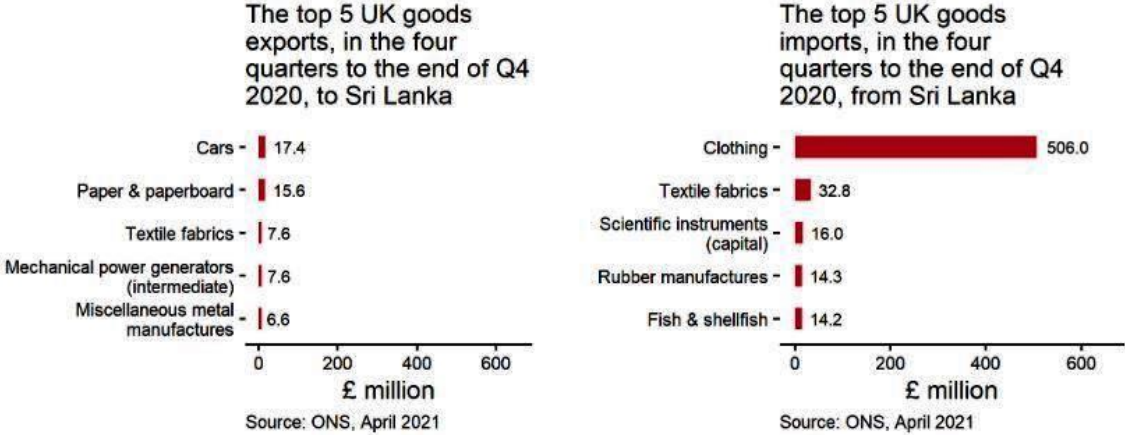 The top 5 UK goods
exports, in the four
quarters to the end of Q4
2020, to Sri Lanka
Cars
17.4
Paper & paperboard
15.6
Textile fabrics
7.6
Mechanical power generators
(intermediate)
7.6
Miscellaneous metal
manufactures
6.6
0 200 400 600
£ million
Source: ONS, April 2021
The top 5 UK goods
imports, in the four
quarters to the end of Q4
2020, from Sri Lanka
Clothing
506.0
Textile fabrics
32.8
Scientific instruments
(capital)
16.0
Rubber manufactures
14.3
Fish & shellfish
14.2
0 200 400 600
£ million
Source: ONS, April 2021